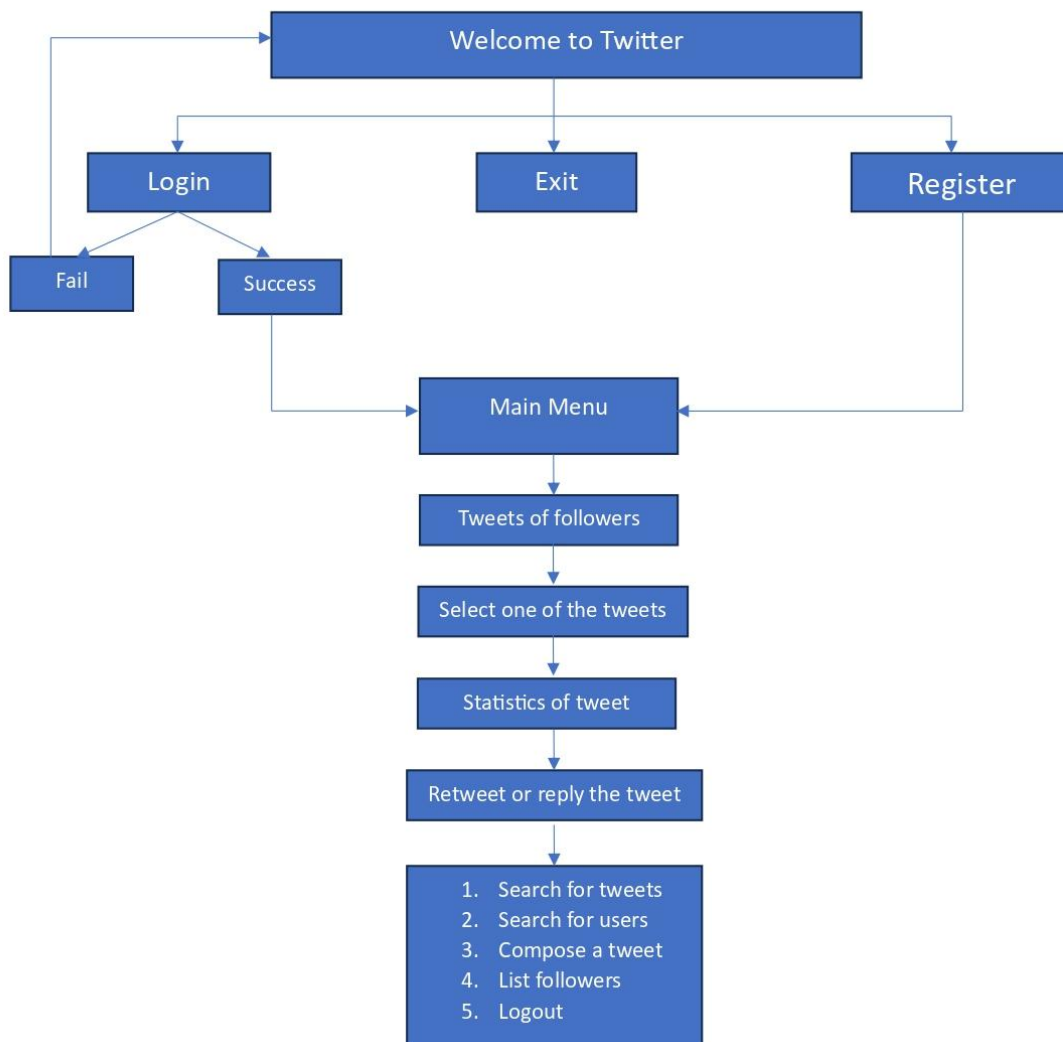 Welcome to Twitter
Login
Exit
Register
Fail
Success
Main Menu
Tweets of followers
Select one of the tweets
Statistics of tweet
Retweet or reply the tweet
1. Search for tweets
2. Search for users
3. Compose a tweet
4. List followers
5. Logout